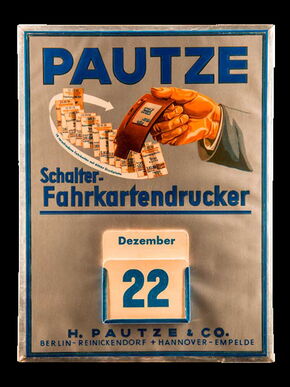 PAUTZE
Schalter-
Fahrkartendrucker
Dezember
22
H. PAUTZE & CO.
BERLIN-REINICKENDORF + HANNOVER-EMPELDE